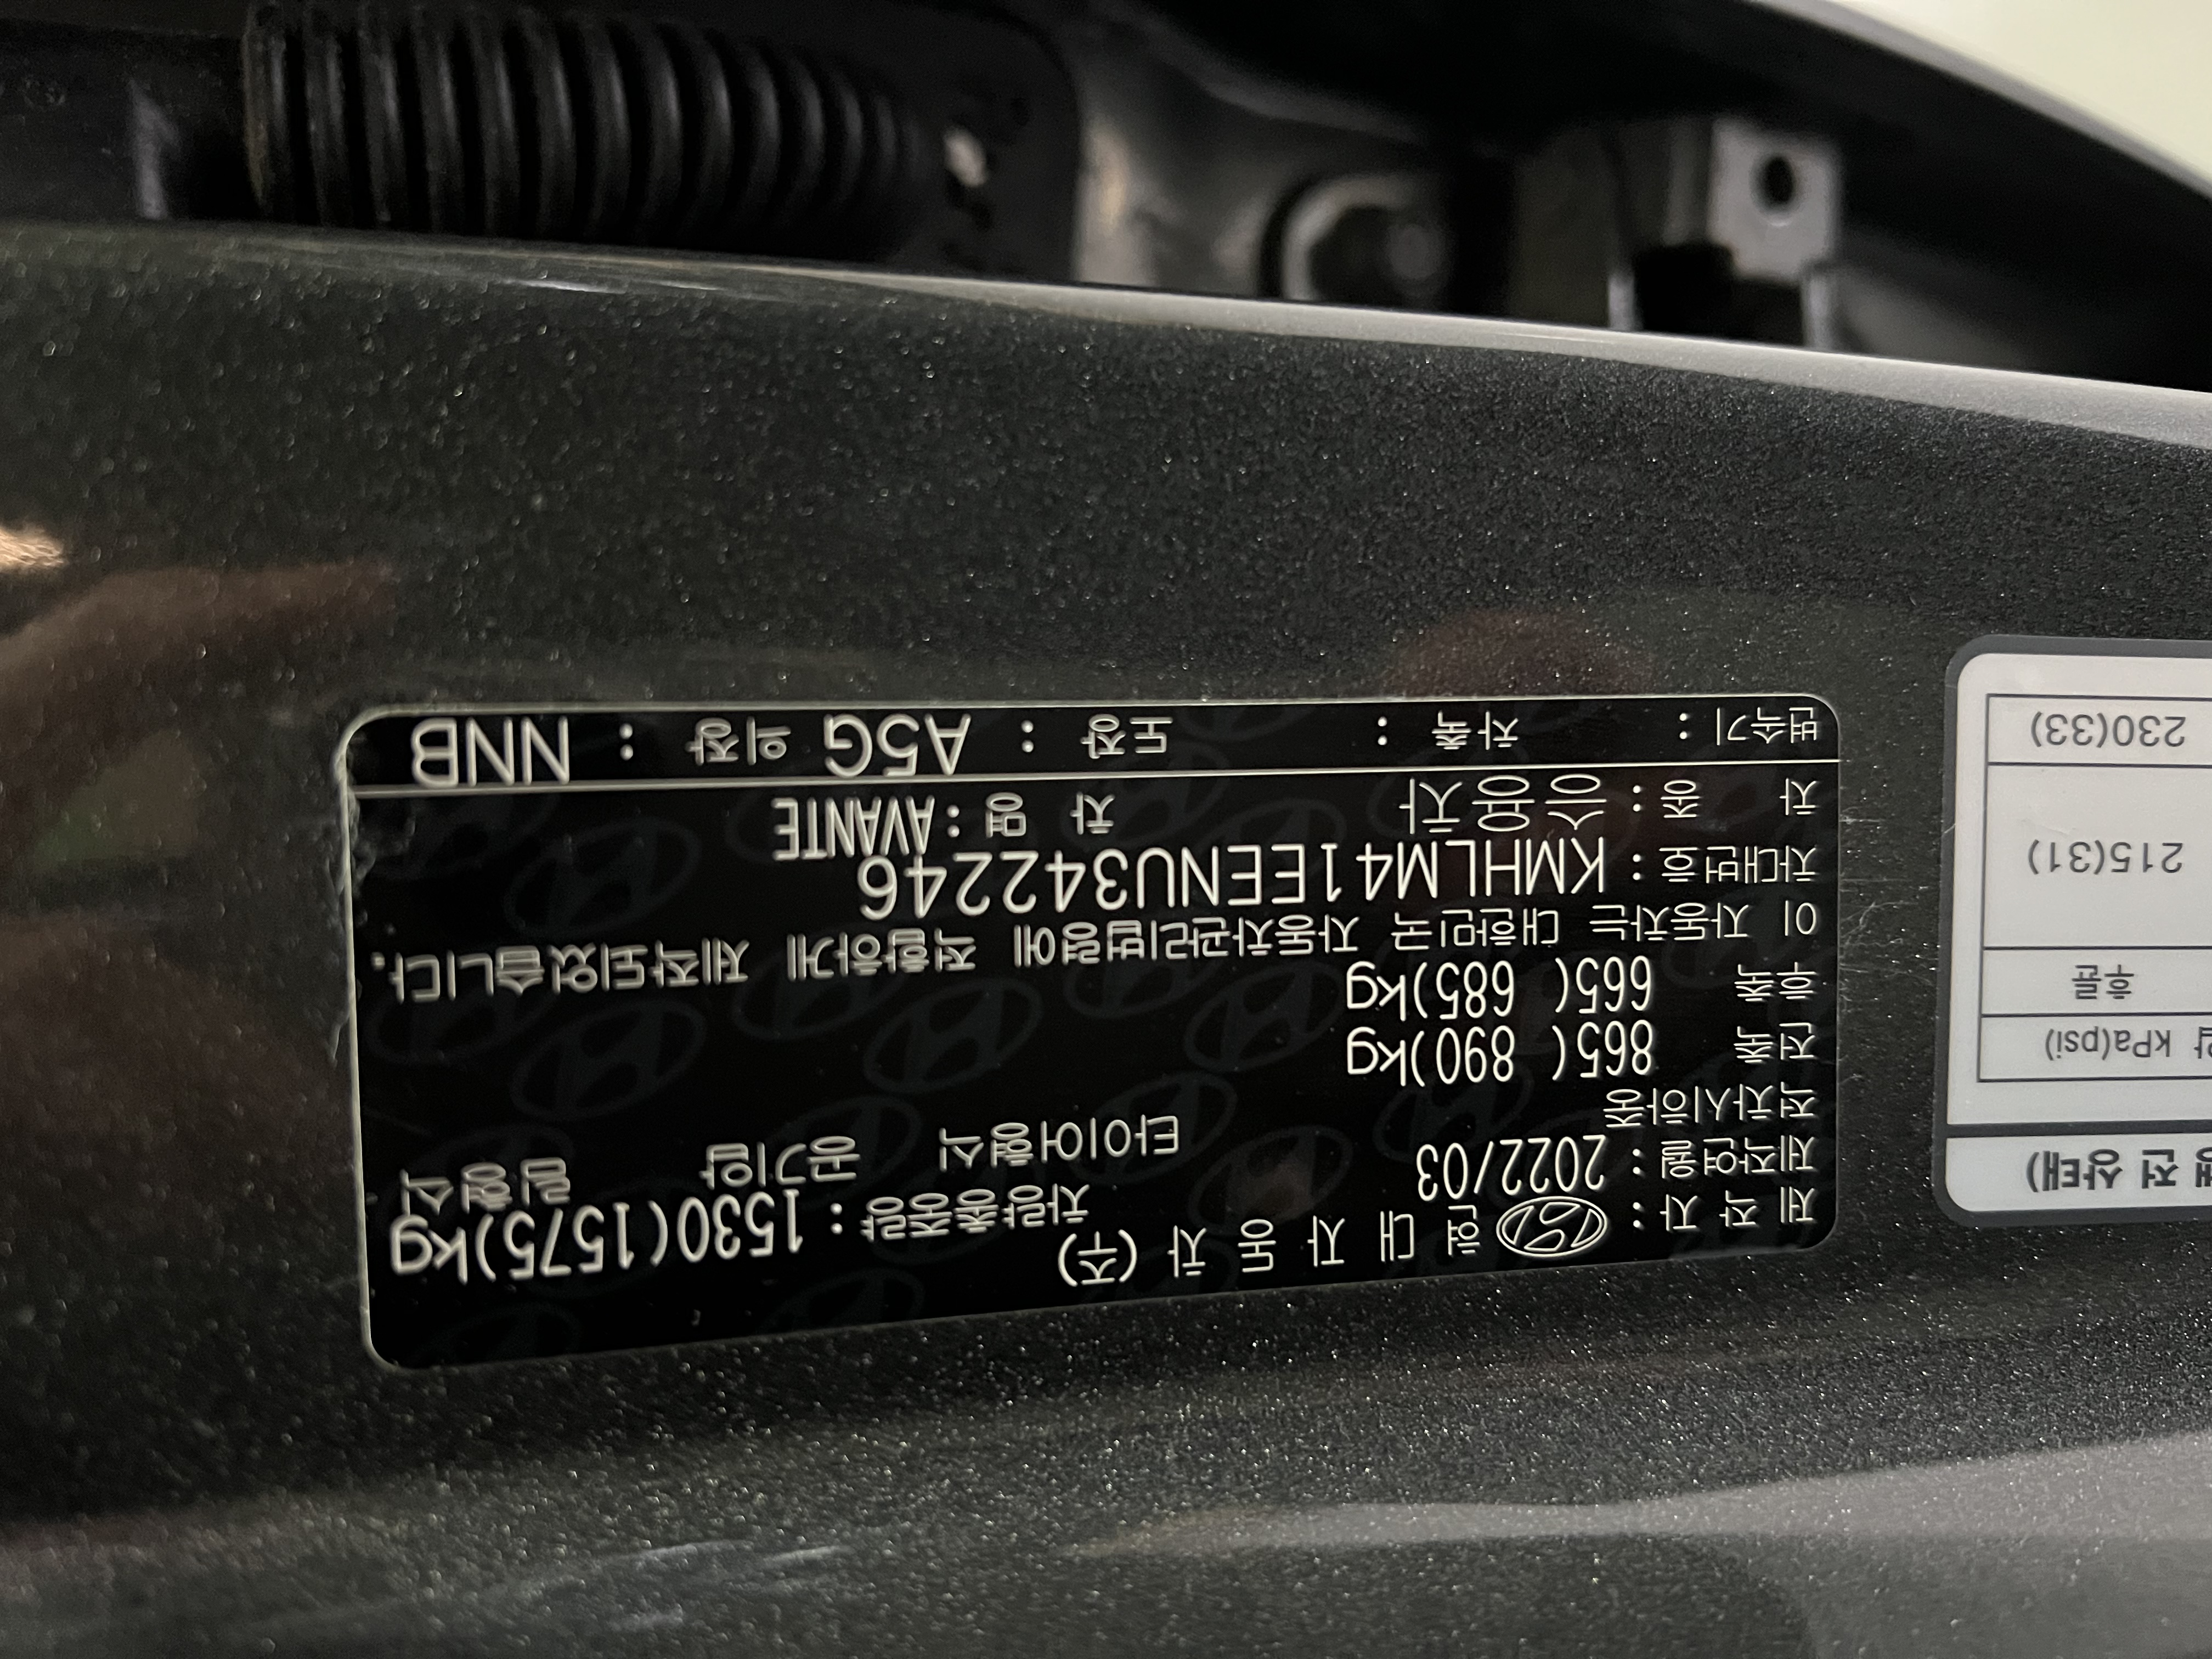 제 작 자 : 현 대 자 동 차 (주)
제작연월 : 2022/03 차량총중량 : 1530(1575)kg
적차시하중 타이어형식 공기압 림형식
전 축 865( 890)kg
후 축 665( 685)kg
이 자동차는 대한민국 자동차관리법령에 적합하게 제작되었습니다.
차대번호 : KMHLM41EENU342246
차 종 : 승용차 차 명 : AVANTE
변속기 : 차축 : 도장 : A5G 의장 : NNB
전 상태)
kPa(psi)
후륜
215(31)
230(33)